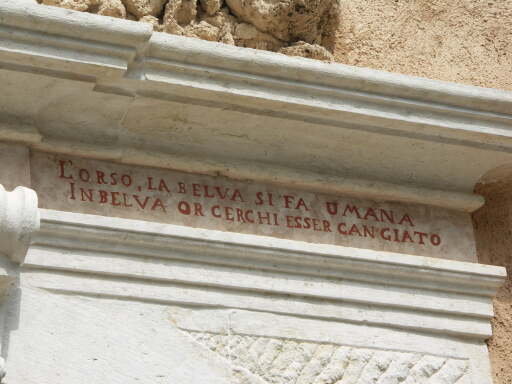 L'ORSO, LA BELVA SI FA UMANA
IN BELVA OR CERCHI ESSER CANGIATO